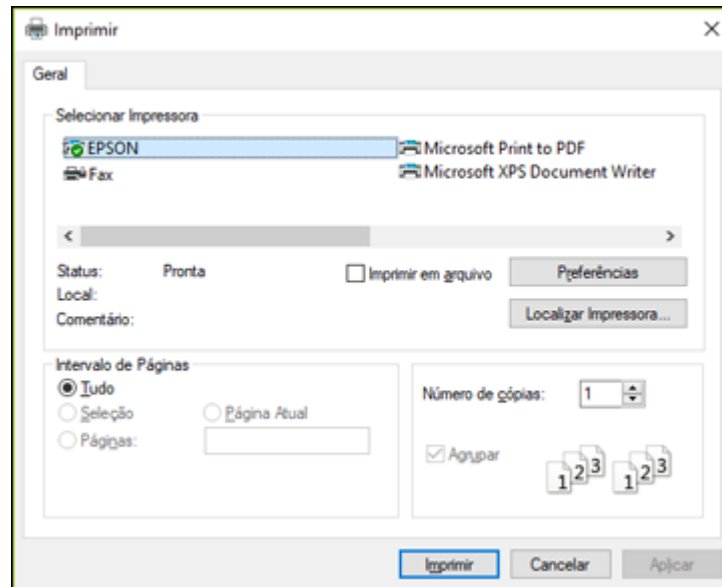 Imprimir
Geral
Selecionar Impressora
EPSON Microsoft Print to PDF
Fax Microsoft XPS Document Writer
Status: Pronta Imprimir em arquivo Preferências
Local:
Comentário: Localizar Impressora...
Intervalo de Páginas
Tudo
Seleção Página Atual
Páginas:
Número de cópias: 1
Agrupar
1 2 3 1 2 3
Imprimir Cancelar Aplicar